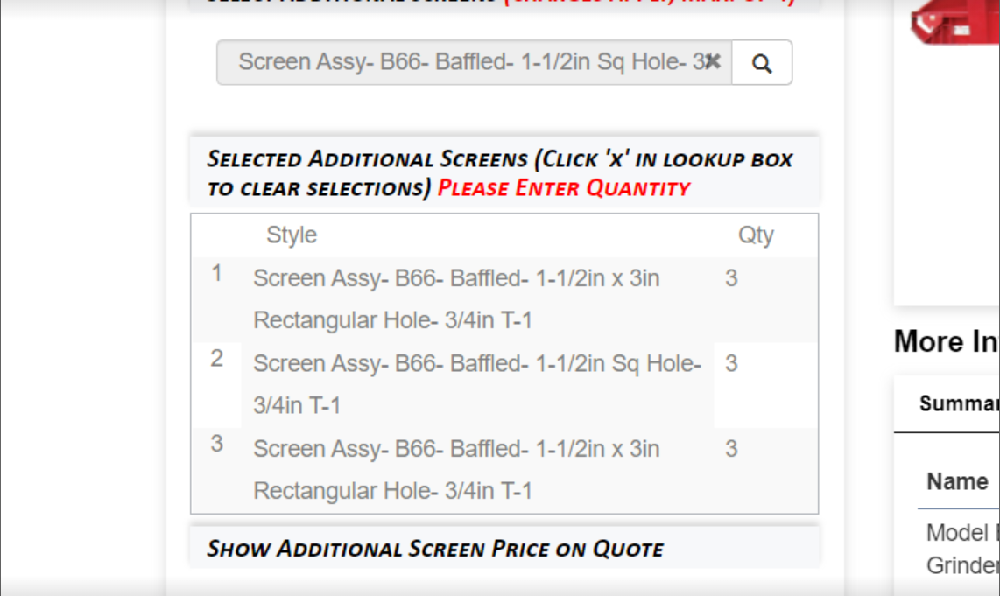 Screen Assy- B66- Baffled- 1-1/2in Sq Hole- 3
SELECTED ADDITIONAL SCREENS (CLICK 'X' IN LOOKUP BOX
TO CLEAR SELECTIONS) PLEASE ENTER QUANTITY
Style Qty
1 Screen Assy- B66- Baffled- 1-1/2in x 3in 3
Rectangular Hole- 3/4in T-1
2 Screen Assy- B66- Baffled- 1-1/2in Sq Hole- 3
3/4in T-1
3 Screen Assy- B66- Baffled- 1-1/2in x 3in 3
Rectangular Hole- 3/4in T-1
SHOW ADDITIONAL SCREEN PRICE ON QUOTE
More In
Summar
Name
Model
Grinder